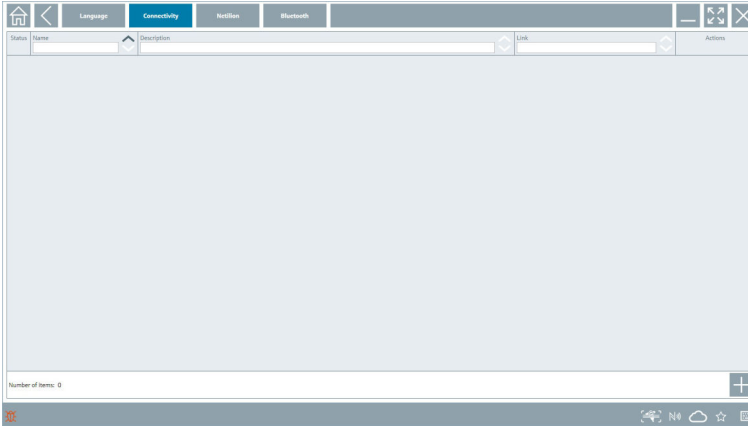 Language Connectivity Netilion Bluetooth
Status Name Description Link Actions
Number of items: 0